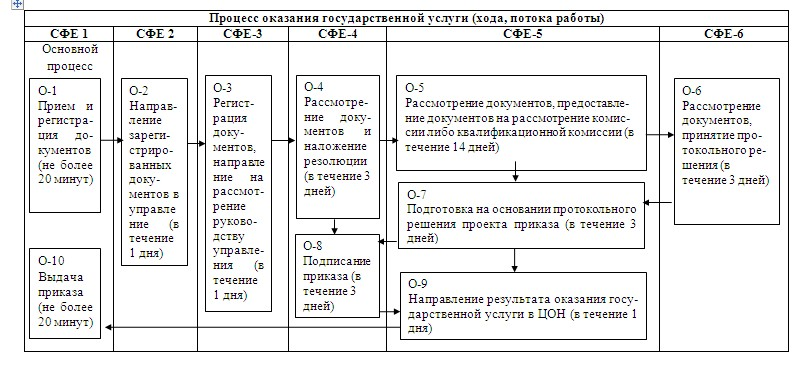 Процесс оказания государственной услуги (хода, потока работы)
СФЕ 1
СФЕ 2
СФЕ-3
СФЕ-4
СФЕ-5
СФЕ-6
Основной
процесс
О-1
Прием и
регистра-
ция до-
кументов
(не более
20 минут)
О-2
Направ-
ление
зареги-
стриро-
ванных
доку-
ментов в
управле
ние (в
течение
1 дня)
О-3
Регист-
рация
доку-
ментов,
направле
ние на
рассмот-
рение
руково-
дству
управле-
ния (в
течение
1 дня)
О-4
Рассмотре-
ние доку-
ментов и
наложение
резолюции
(в течение 3
дней)
О-5
Рассмотрение документов, предоставле-
ние документов на рассмотрение комис-
сии либо квалификационной комиссии (в
течение 14 дней)
О-6
Рассмотрение
документов,
принятие про-
токольного ре-
шения (в
течение 3 дней)
О-7
Подготовка на основании протокольного
решения проекта приказа (в течение 3
дней)
О-8
Подписание
приказа (в
течение 3
дней)
О-9
Направление результата оказания госу-
дарственной услуги в ЦОН (в течение 1
дня)
О-10
Выдача
приказа
(не более
20 минут)